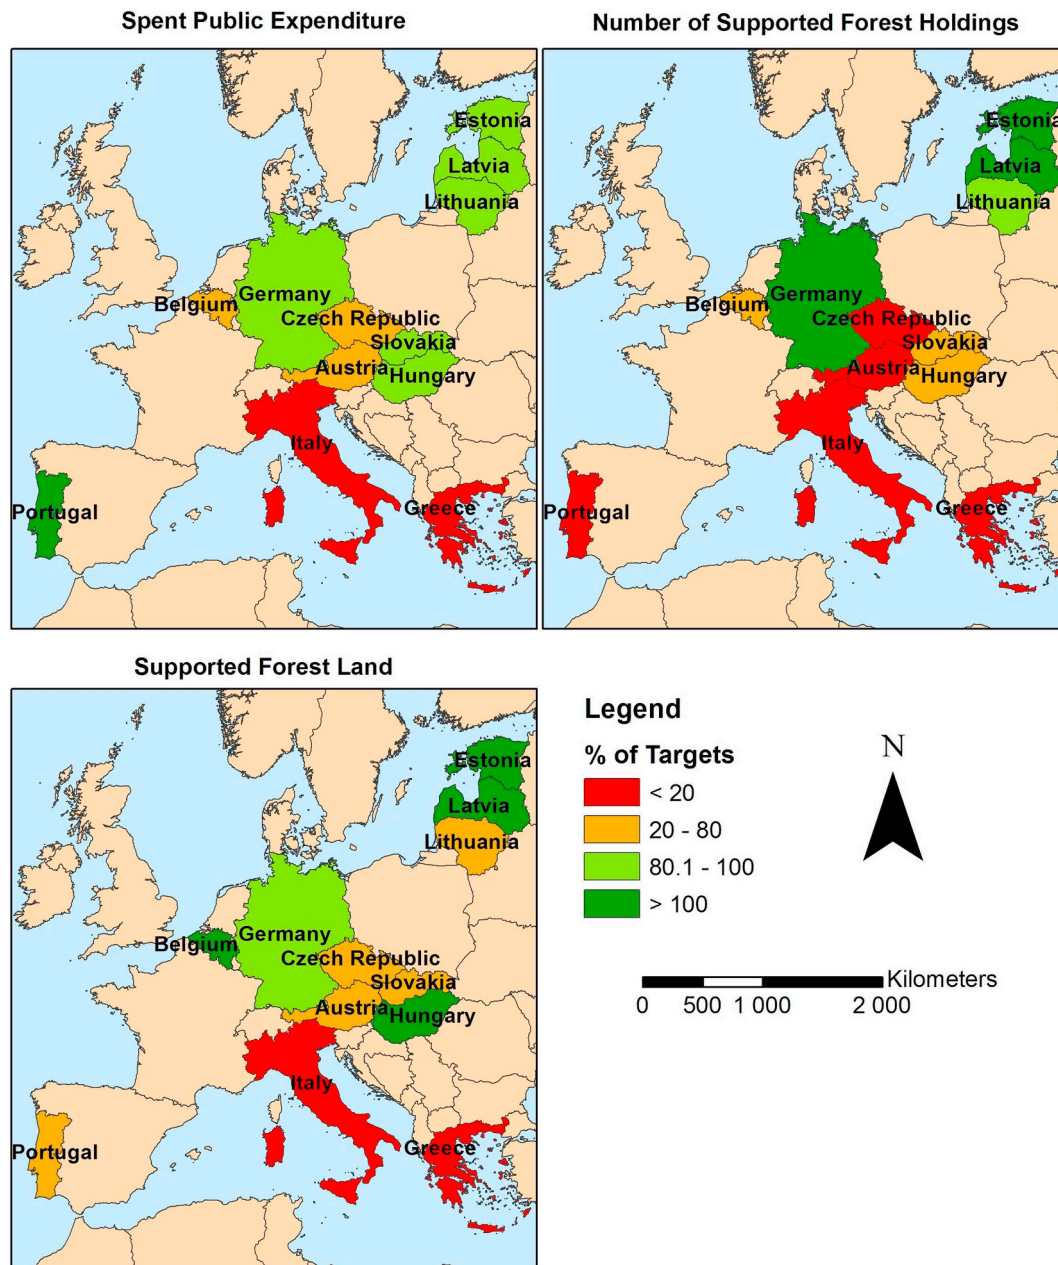 Spent Public Expenditure
Number of Supported Forest Holdings
Estonia
Latvia
Lithuania
Belgium
Germany
Czech Republic
Slovakia
Austria
Hungary
Italy
Portugal
Greece
Estonia
Latvia
Lithuania
Belgium
Germany
Czech Republic
Slovakia
Austria
Hungary
Italy
Portugal
Greece
Supported Forest Land
Estonia
Latvia
Lithuania
Belgium
Germany
Czech Republic
Slovakia
Austria
Hungary
Italy
Portugal
Greece
Legend
% of Targets
< 20
20 - 80
80.1 - 100
> 100
N
Kilometers
0 500 1 000 2 000